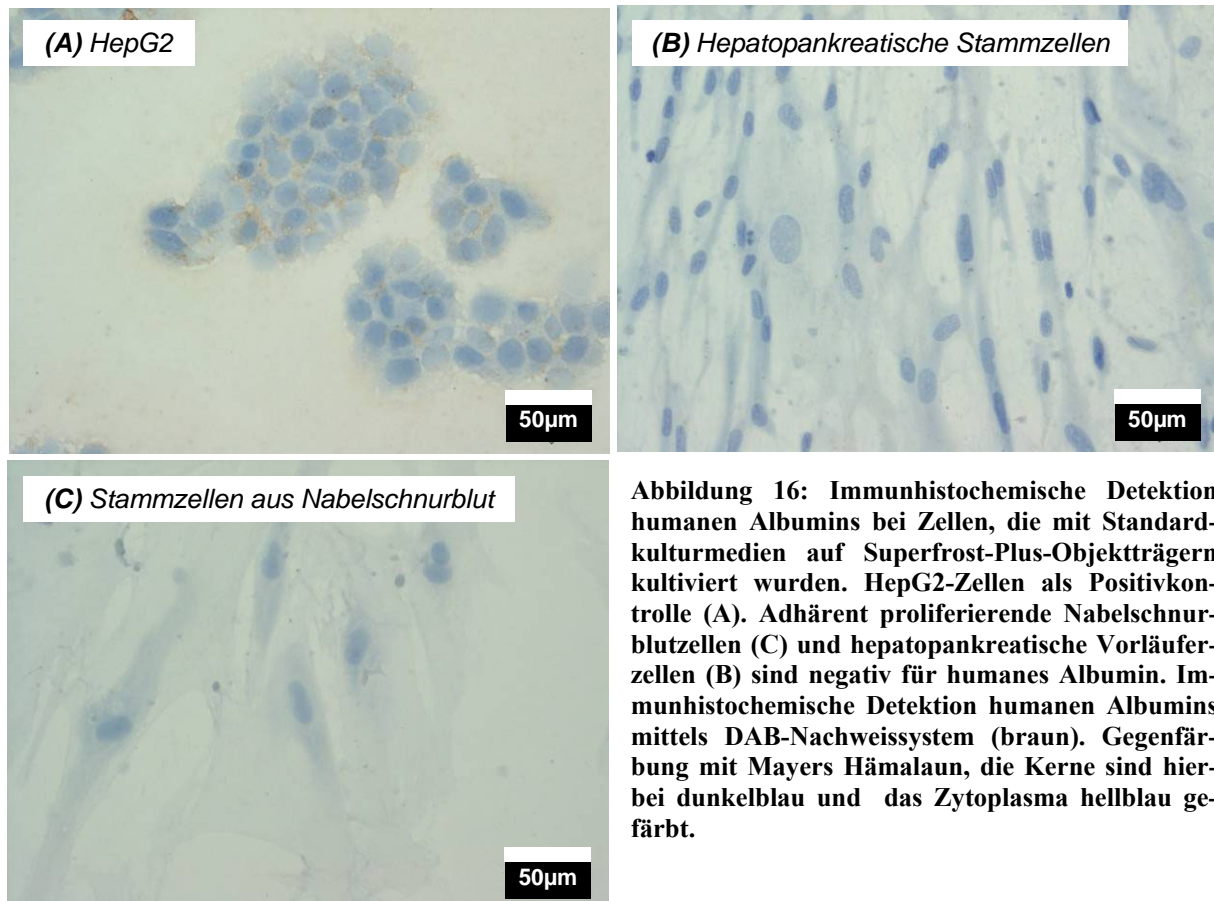 (A) HepG2
(B) Hepatopankreatische Stammzellen
50µm
50µm
(C) Stammzellen aus Nabelschnurblut
50µm
Abbildung 16: Immunhistochemische Detektion
humanen Albumins bei Zellen, die mit Standard-
kulturmedien auf Superfrost-Plus-Objektträgern
kultiviert wurden. HepG2-Zellen als Positivkon-
trolle (A). Adhärent proliferierende Nabelschnur-
blutzellen (C) und hepatopankreatische Vorläufer-
zellen (B) sind negativ für humanes Albumin. Im-
munhistochemische Detektion humanen Albumins
mittels DAB-Nachweissystem (braun). Gegenfär-
bung mit Mayers Hämalaun, die Kerne sind hier-
bei dunkelblau und das Zytoplasma hellblau ge-
färbt.